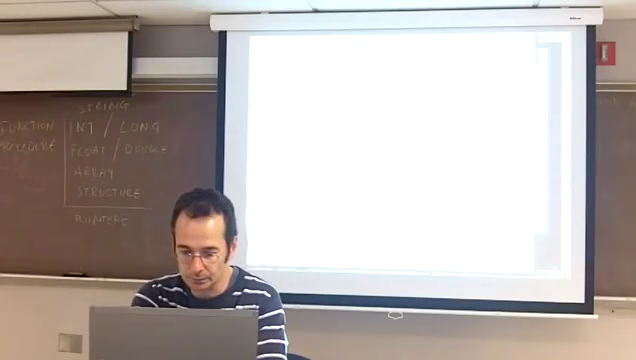 STRING
FUNCTION INT / LONG
PROCEDURE FLOAT / DOUBLE
ARRAY
STRUCTURE
POINTERS